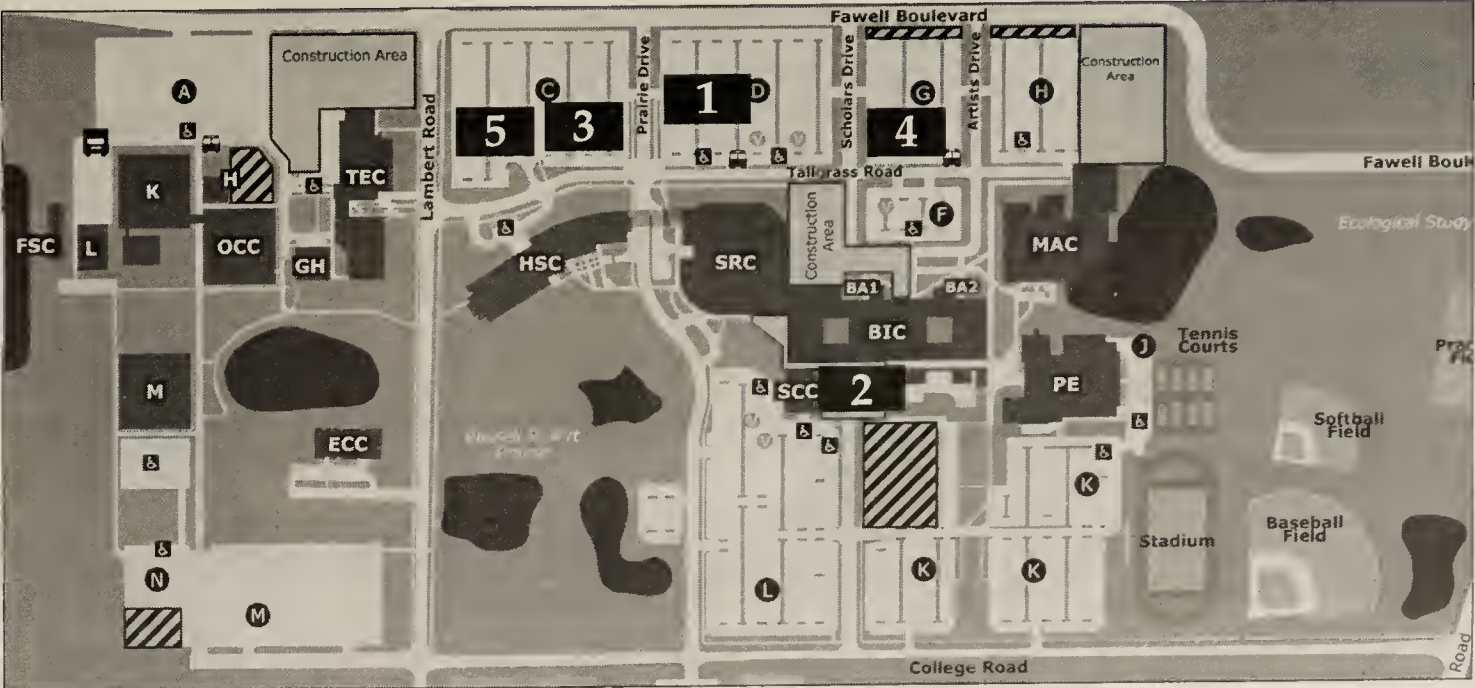 Fawell Boulevard
Construction Area
Construction
Area
A
C
D
G
H
1
3
5
4
Prairie Drive
Scholars Drive
Artists Drive
Lambert Road
K
H
TEC
Tallgrass Road
Fawell Boul
FSC
L
OCC
GH
HSC
SRC
Construction
Area
F
MAC
Ecological Study
BA1
BA2
BIC
J
Tennis
Courts
M
SCC
2
PE
ECC
Softball
Field
K
Baseball
Field
Stadium
N
M
L
K
K
College Road
Road